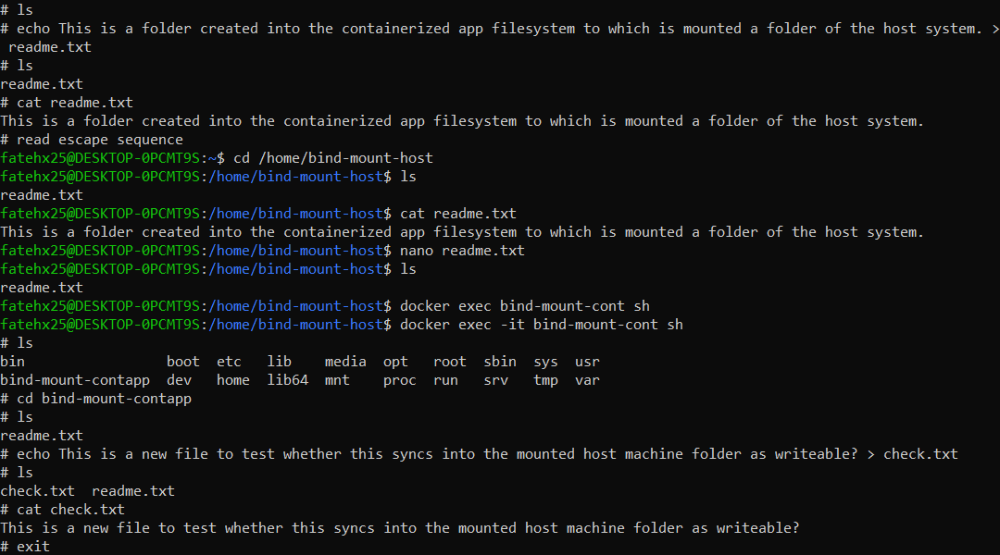 # ls
# echo This is a folder created into the containerized app filesystem to which is mounted a folder of the host system. >
 readme.txt
# ls
readme.txt
# cat readme.txt
This is a folder created into the containerized app filesystem to which is mounted a folder of the host system.
# read escape sequence
fatehx25@DESKTOP-0PCMT9S:~$ cd /home/bind-mount-host
fatehx25@DESKTOP-0PCMT9S:/home/bind-mount-host$ ls
readme.txt
fatehx25@DESKTOP-0PCMT9S:/home/bind-mount-host$ cat readme.txt
This is a folder created into the containerized app filesystem to which is mounted a folder of the host system.
fatehx25@DESKTOP-0PCMT9S:/home/bind-mount-host$ nano readme.txt
fatehx25@DESKTOP-0PCMT9S:/home/bind-mount-host$ ls
readme.txt
fatehx25@DESKTOP-0PCMT9S:/home/bind-mount-host$ docker exec bind-mount-cont sh
fatehx25@DESKTOP-0PCMT9S:/home/bind-mount-host$ docker exec -it bind-mount-cont sh
# ls
bin                 boot  etc   lib    media  opt   root  sbin  sys  usr
bind-mount-contapp  dev   home  lib64  mnt    proc  run   srv   tmp  var
# cd bind-mount-contapp
# ls
readme.txt
# echo This is a new file to test whether this syncs into the mounted host machine folder as writeable? > check.txt
# ls
check.txt  readme.txt
# cat check.txt
This is a new file to test whether this syncs into the mounted host machine folder as writeable?
# exit